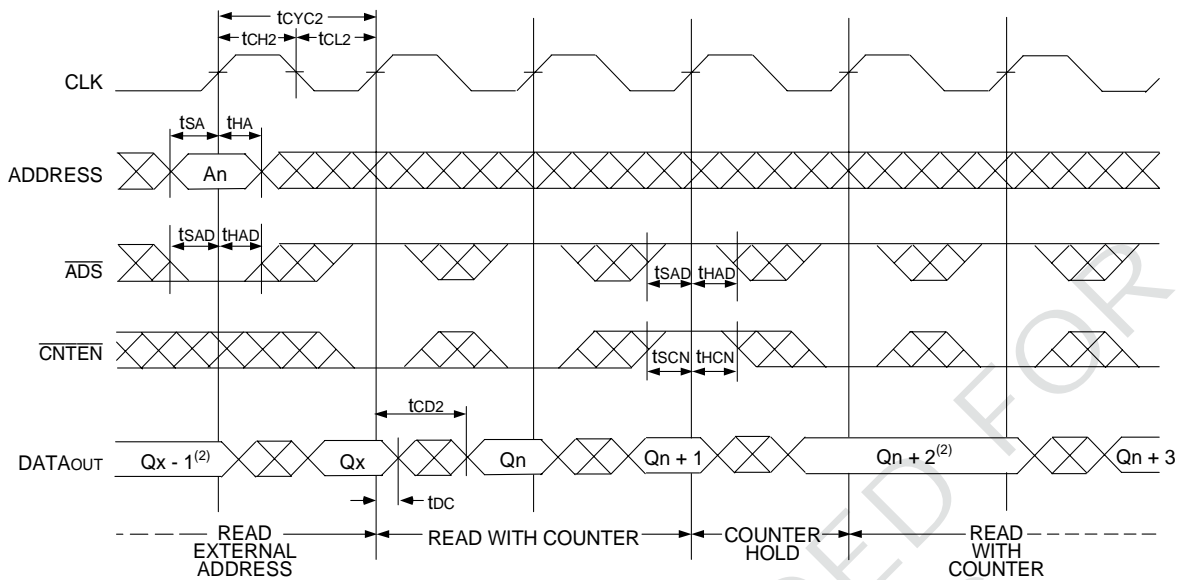 tCYC2
tCH2 tCL2
CLK
tSA tHA
ADDRESS An
tSAD tHAD
ADS
tSAD tHAD
CNTEN
tSCN tHCN
tCD2
DATAOUT Qx - 1(2) Qx Qn Qn + 1 Qn + 2(2) Qn + 3
tDC
READ EXTERNAL ADDRESS
READ WITH COUNTER
COUNTER HOLD
READ WITH COUNTER
ED FOR